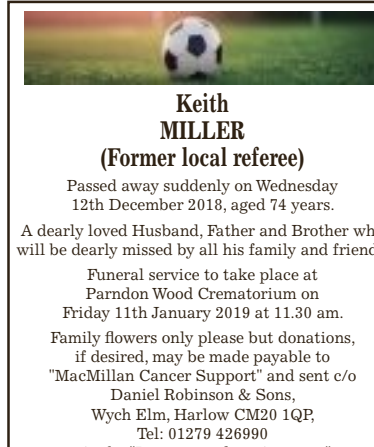 Keith
MILLER
(Former local referee)
Passed away suddenly on Wednesday
12th December 2018, aged 74 years.
A dearly loved Husband, Father and Brother wh
will be dearly missed by all his family and friend
Funeral service to take place at
Parndon Wood Crematorium on
Friday 11th January 2019 at 11.30 am.
Family flowers only please but donations,
if desired, may be made payable to
"MacMillan Cancer Support" and sent c/o
Daniel Robinson & Sons,
Wych Elm, Harlow CM20 1QP,
Tel: 01279 426990